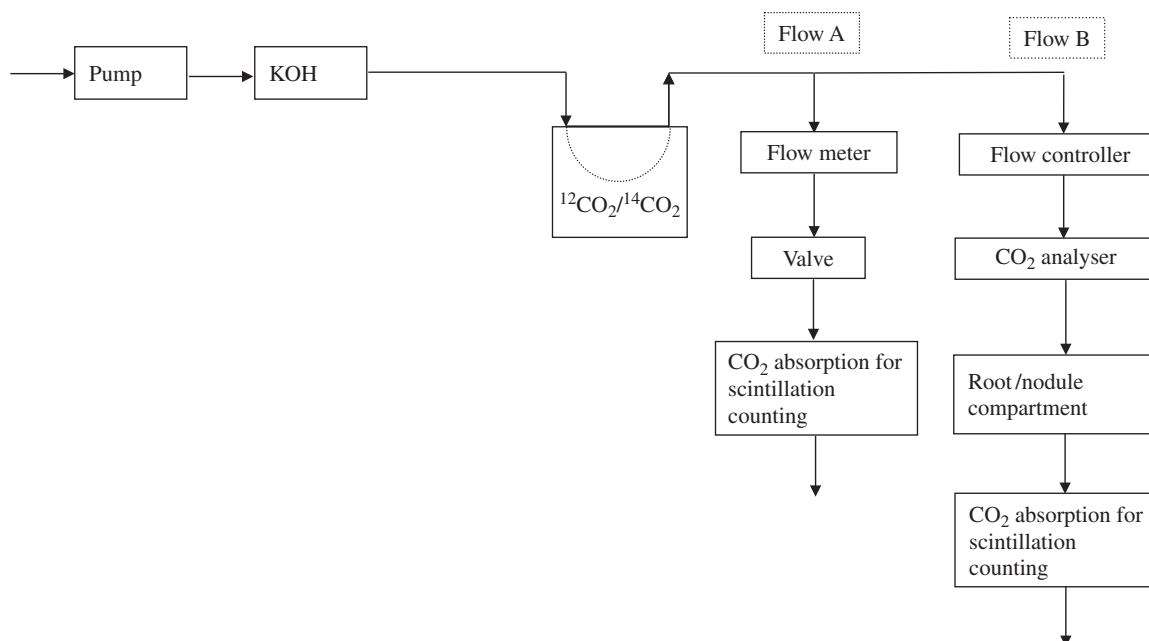 Flow A
Flow B
Pump
KOH
Flow meter
Flow controller
¹²CO₂/¹⁴CO₂
Valve
CO₂ analyser
CO₂ absorption for
scintillation
counting
Root/nodule
compartment
CO₂ absorption for
scintillation
counting